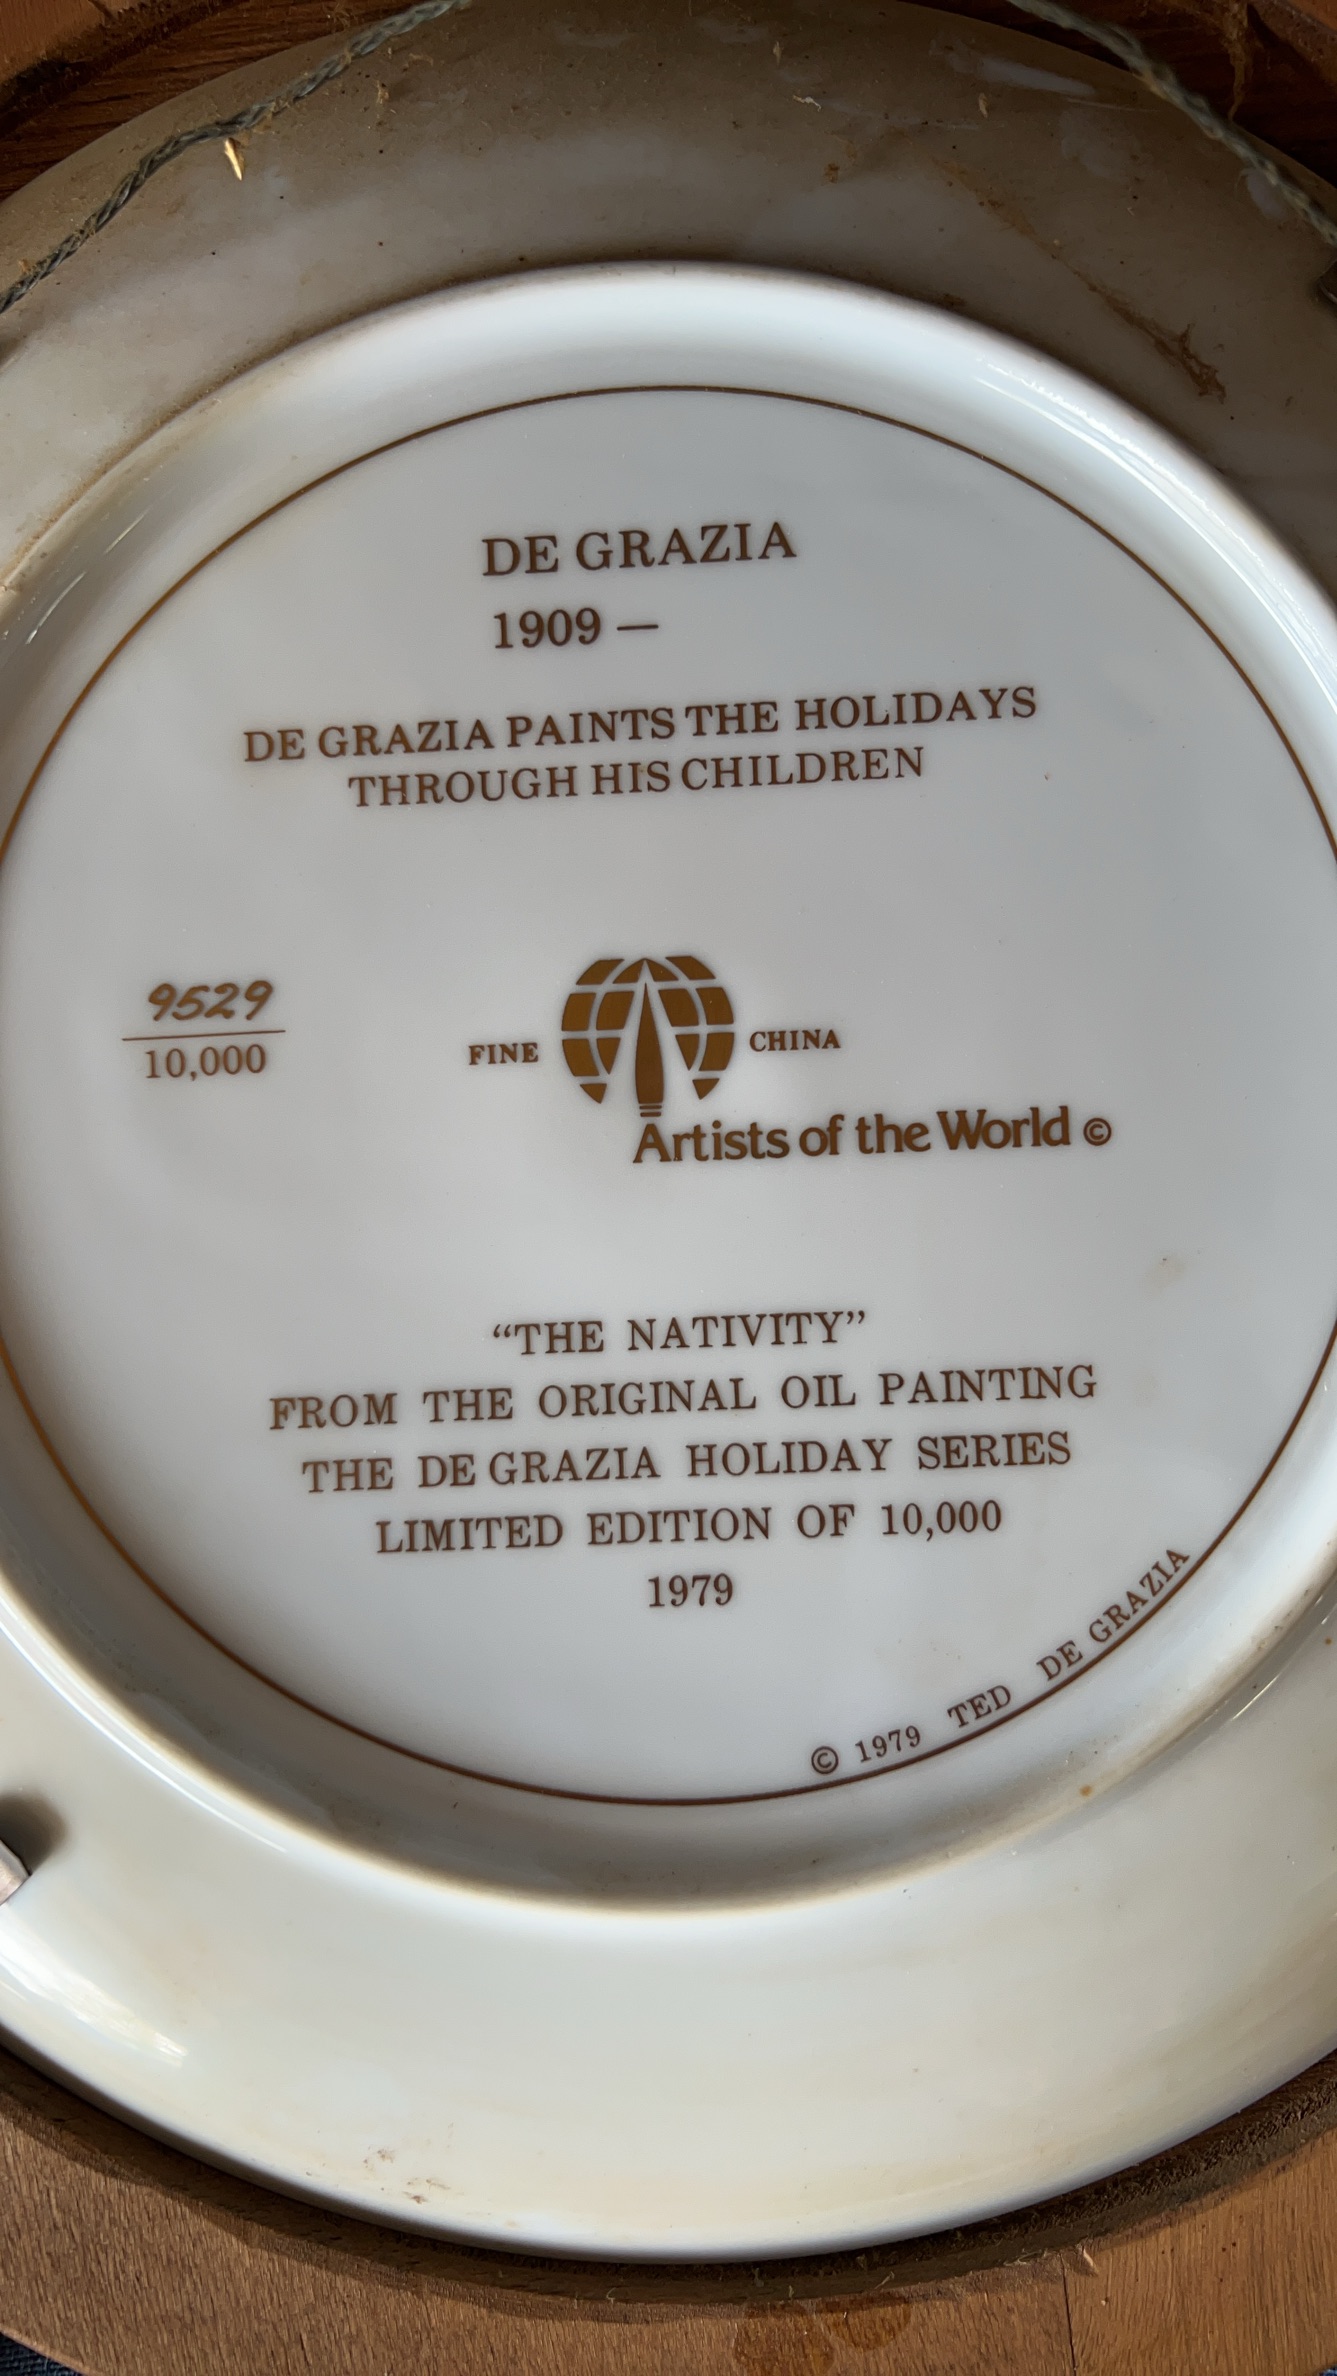 DE GRAZIA
1909 —
DE GRAZIA PAINTS THE HOLIDAYS
THROUGH HIS CHILDREN
9529
10,000
FINE CHINA
Artists of the World ©
“THE NATIVITY”
FROM THE ORIGINAL OIL PAINTING
THE DE GRAZIA HOLIDAY SERIES
LIMITED EDITION OF 10,000
1979
© 1979 TED DE GRAZIA